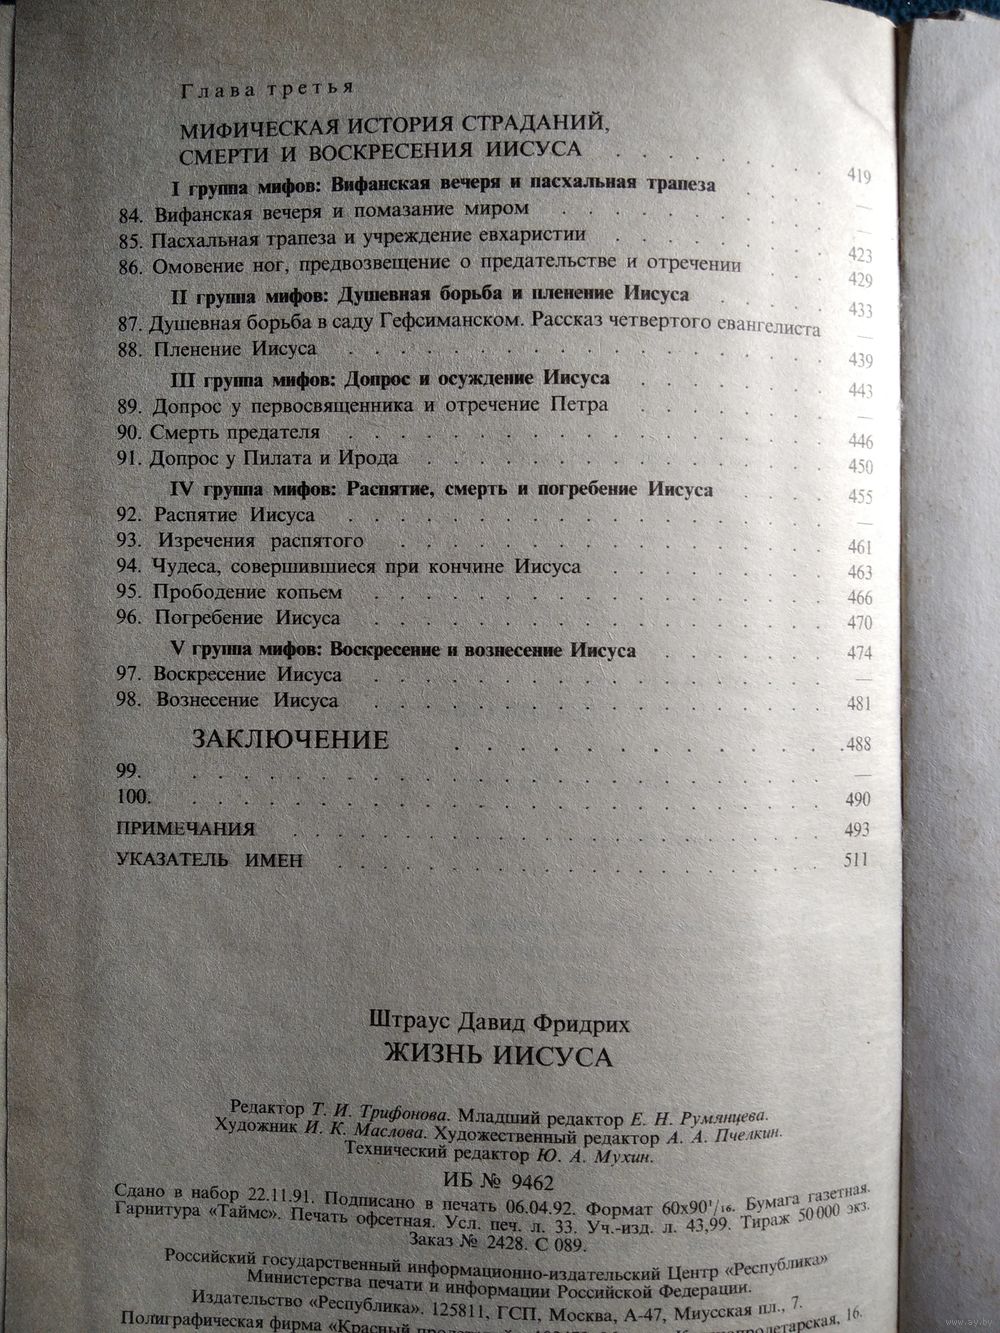 Глава третья
МИФИЧЕСКАЯ ИСТОРИЯ СТРАДАНИЙ,
СМЕРТИ И ВОСКРЕСЕНИЯ ИИСУСА . . . . . . . 419
I группа мифов: Вифанская вечеря и пасхальная трапеза . . . . —
84. Вифанская вечеря и помазание миром . . . . . . . . . . —
85. Пасхальная трапеза и учреждение евхаристии . . . . . . . . 423
86. Омовение ног, предвозвещение о предательстве и отречении . . 429
II группа мифов: Душевная борьба и пленение Иисуса . . . . 433
87. Душевная борьба в саду Гефсиманском. Рассказ четвертого евангелиста —
88. Пленение Иисуса . . . . . . . . . . . . . . . . . . 439
III группа мифов: Допрос и осуждение Иисуса . . . . . . . 443
89. Допрос у первосвященника и отречение Петра . . . . . . . —
90. Смерть предателя . . . . . . . . . . . . . . . . . . 446
91. Допрос у Пилата и Ирода . . . . . . . . . . . . . . . 450
IV группа мифов: Распятие, смерть и погребение Иисуса . . . . 455
92. Распятие Иисуса . . . . . . . . . . . . . . . . . . —
93. Изречения распятого . . . . . . . . . . . . . . . . 461
94. Чудеса, совершившиеся при кончине Иисуса . . . . . . . . 463
95. Прободение копьем . . . . . . . . . . . . . . . . . 466
96. Погребение Иисуса . . . . . . . . . . . . . . . . . 470
V группа мифов: Воскресение и вознесение Иисуса . . . . . . 474
97. Воскресение Иисуса . . . . . . . . . . . . . . . . . —
98. Вознесение Иисуса . . . . . . . . . . . . . . . . . 481
ЗАКЛЮЧЕНИЕ . . . . . . . . . . . . . . . 488
99. . . . . . . . . . . . . . . . . . . . . . . . . —
100. . . . . . . . . . . . . . . . . . . . . . . . . 490
ПРИМЕЧАНИЯ . . . . . . . . . . . . . . . . . . . . 493
УКАЗАТЕЛЬ ИМЕН . . . . . . . . . . . . . . . . . . 511
Штраус Давид Фридрих
ЖИЗНЬ ИИСУСА
Редактор Т. И. Трифонова. Младший редактор Е. Н. Румянцева.
Художник И. К. Маслова. Художественный редактор А. А. Пчелкин.
Технический редактор Ю. А. Мухин.
ИБ № 9462
Сдано в набор 22.11.91. Подписано в печать 06.04.92. Формат 60х90¹/₁₆. Бумага газетная.
Гарнитура «Таймс». Печать офсетная. Усл. печ. л. 33. Уч.-изд. л. 43,99. Тираж 50 000 экз.
Заказ № 2428. С 089.
Российский государственный информационно-издательский Центр «Республика»
Министерства печати и информации Российской Федерации.
Издательство «Республика». 125811, ГСП, Москва, А-47, Миусская пл., 7.
Полиграфическая фирма «Красный 16.
www.ay.by